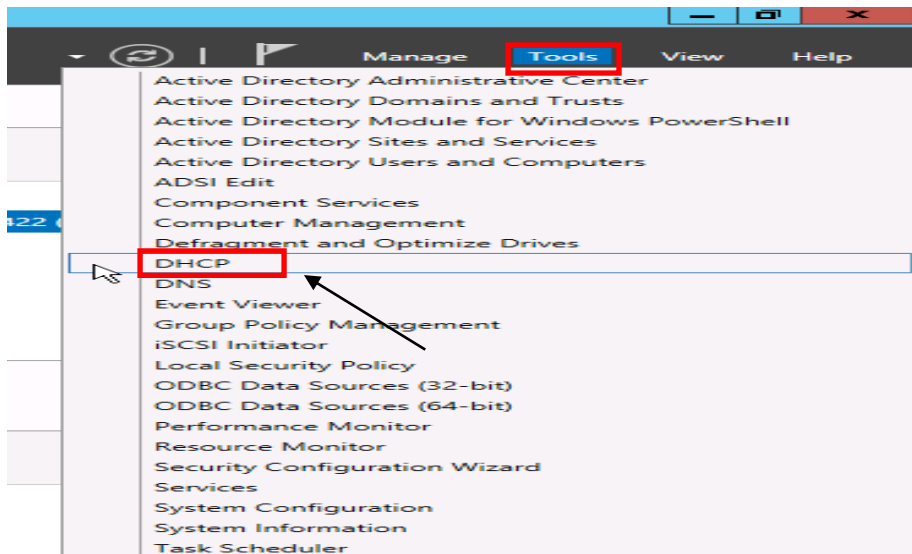 Manage Tools View Help
Active Directory Administrative Center
Active Directory Domains and Trusts
Active Directory Module for Windows PowerShell
Active Directory Sites and Services
Active Directory Users and Computers
ADSI Edit
Component Services
422 (
Computer Management
Defragment and Optimize Drives
DHCP
DNS
Event Viewer
Group Policy Management
iSCSI Initiator
Local Security Policy
ODBC Data Sources (32-bit)
ODBC Data Sources (64-bit)
Performance Monitor
Resource Monitor
Security Configuration Wizard
Services
System Configuration
System Information
Task Scheduler